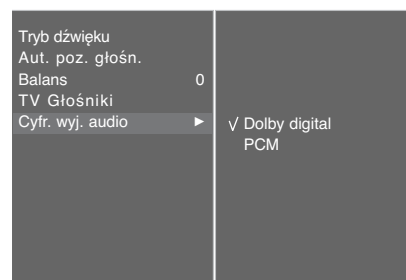 Tryb dźwięku
Aut. poz. głośn.
Balans 0
TV Głośniki
Cyfr. wyj. audio ►
√ Dolby digital
PCM